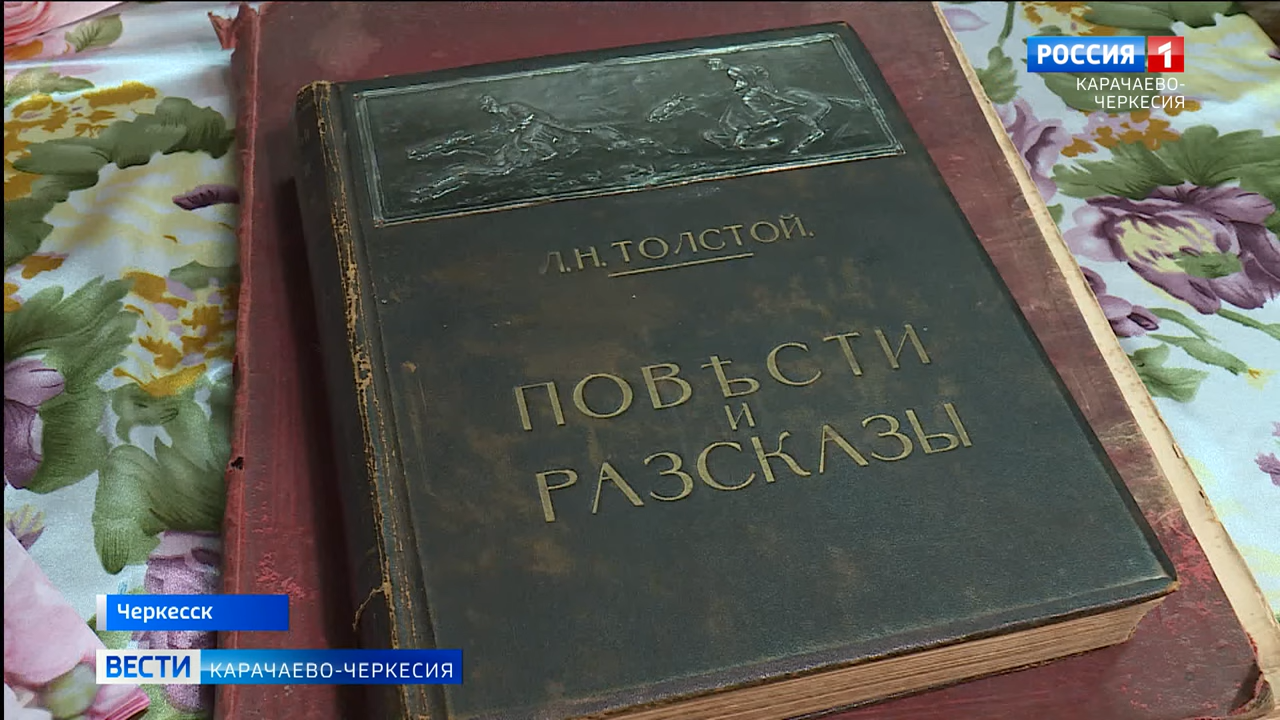 РОССИЯ 1
КАРАЧАЕВО-
ЧЕРКЕСИЯ
Л.Н.ТОЛСТОЙ.
ПОВѢСТИ
И
РАЗСКАЗЫ
Черкесск
ВЕСТИ КАРАЧАЕВО-ЧЕРКЕСИЯ